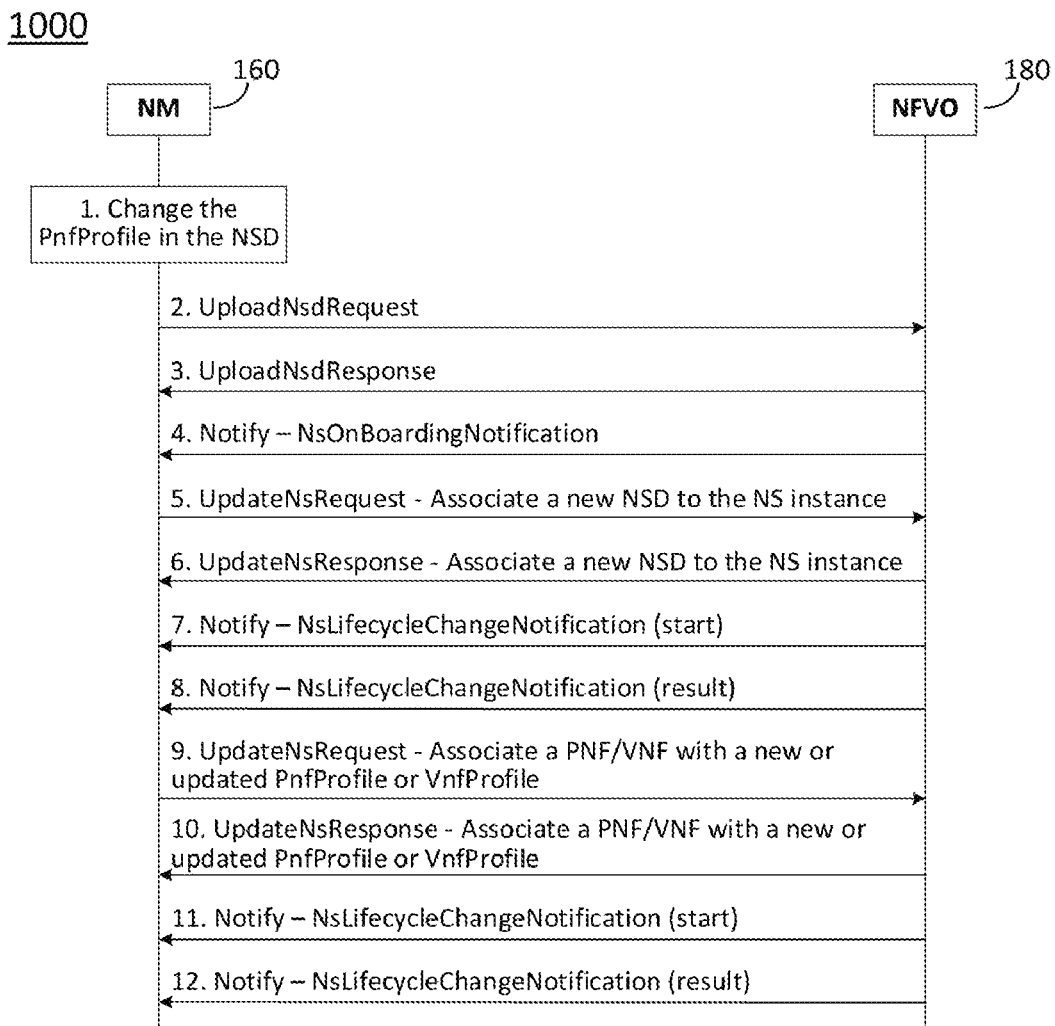 1000
160
180
NM
NFVO
1. Change the
PnfProfile in the NSD
2. UploadNsdRequest
3. UploadNsdResponse
4. Notify – NsOnBoardingNotification
5. UpdateNsRequest - Associate a new NSD to the NS instance
6. UpdateNsResponse - Associate a new NSD to the NS instance
7. Notify – NsLifecycleChangeNotification (start)
8. Notify – NsLifecycleChangeNotification (result)
9. UpdateNsRequest - Associate a PNF/VNF with a new or
updated PnfProfile or VnfProfile
10. UpdateNsResponse - Associate a PNF/VNF with a new or
updated PnfProfile or VnfProfile
11. Notify – NsLifecycleChangeNotification (start)
12. Notify – NsLifecycleChangeNotification (result)